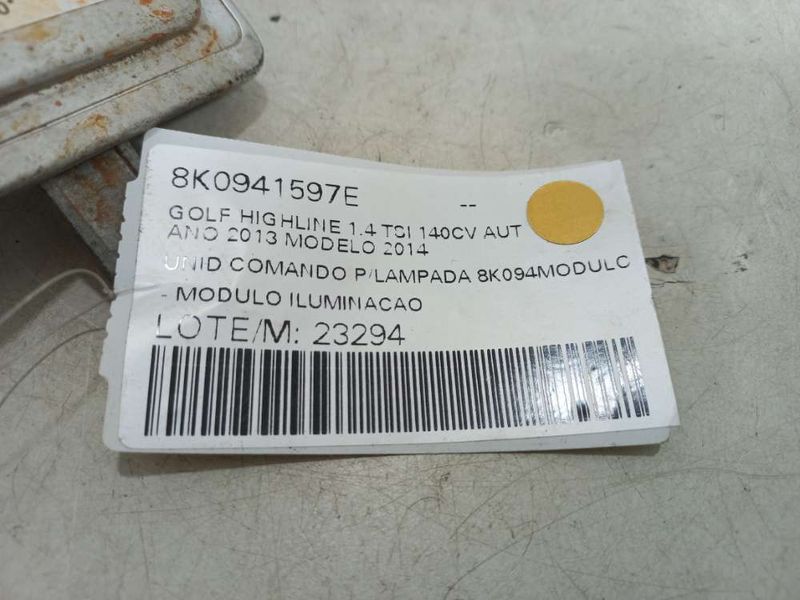 8K0941597E --
GOLF HIGHLINE 1.4 TSI 140CV AUT
ANO 2013 MODELO 2014
UNID COMANDO P/LAMPADA 8K094MODULO
- MODULO ILUMINACAO
LOTE/M: 23294